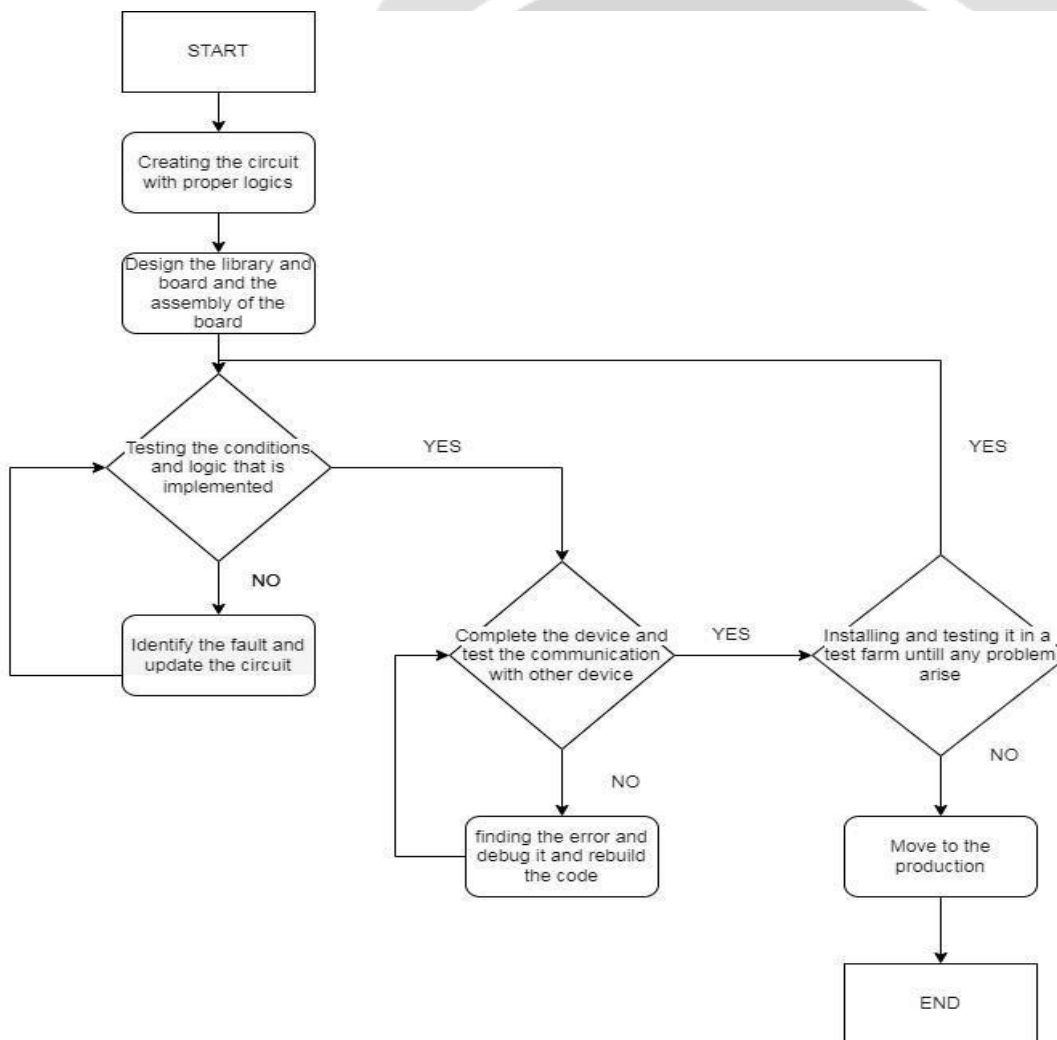 START
Creating the circuit
with proper logics
Design the library and
board and the
assembly of the
board
Testing the conditions
and logic that is
implemented
YES
YES
NO
Identify the fault and
update the circuit
Complete the device and
test the communication
with other device
YES
Installing and testing it in a
test farm untill any problem
arise
NO
NO
finding the error and
debug it and rebuild
the code
Move to the
production
END